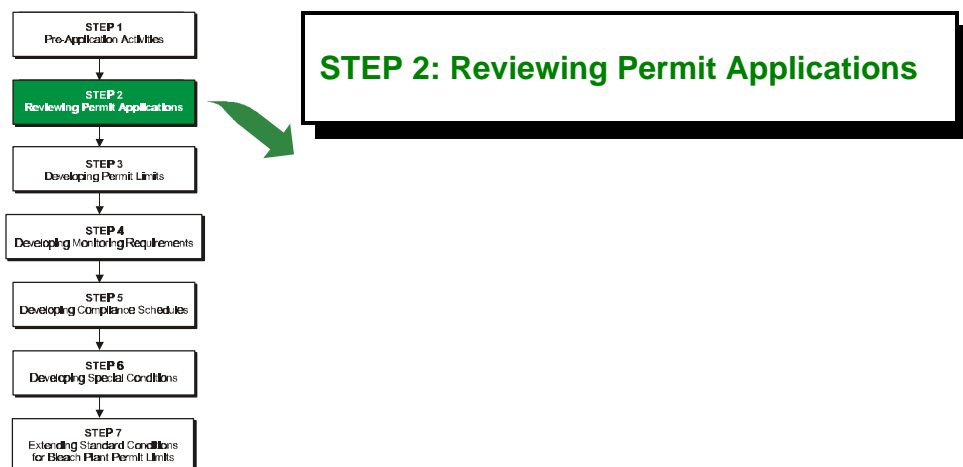 STEP 1
Pre-Application Activities
STEP 2
Reviewing Permit Applications
STEP 3
Developing Permit Limits
STEP 4
Developing Monitoring Requirements
STEP 5
Developing Compliance Schedules
STEP 6
Developing Special Conditions
STEP 7
Extending Standard Conditions
for Bleach Plant Permit Limits
STEP 2: Reviewing Permit Applications